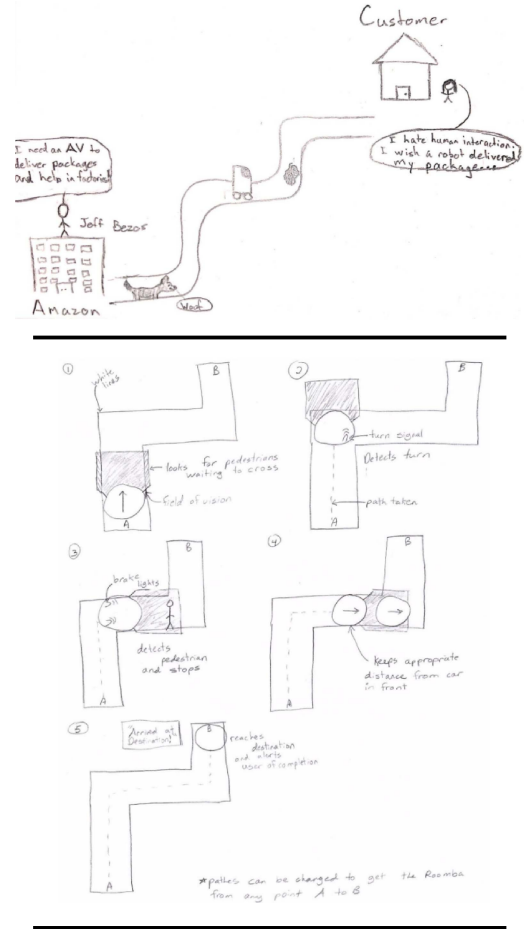 Customer
I hate human interaction.
I wish a robot delivered
my packages
I need an AV to
deliver packages
and help in factories!
Jeff Bezos
Amazon
Woof
1
white
lines
B
looks for pedestrians
waiting to cross
field of vision
A
2
B
turn signal
Detects turn
path taken
A
3
B
brake
lights
detects
pedestrian
and stops
A
4
B
keeps appropriate
distance from car
in front
A
5
"Arrived at
Destination!"
B
reaches
destination
and alerts
user of completion
A
*pathes can be changed to get the Roomba
from any point A to B